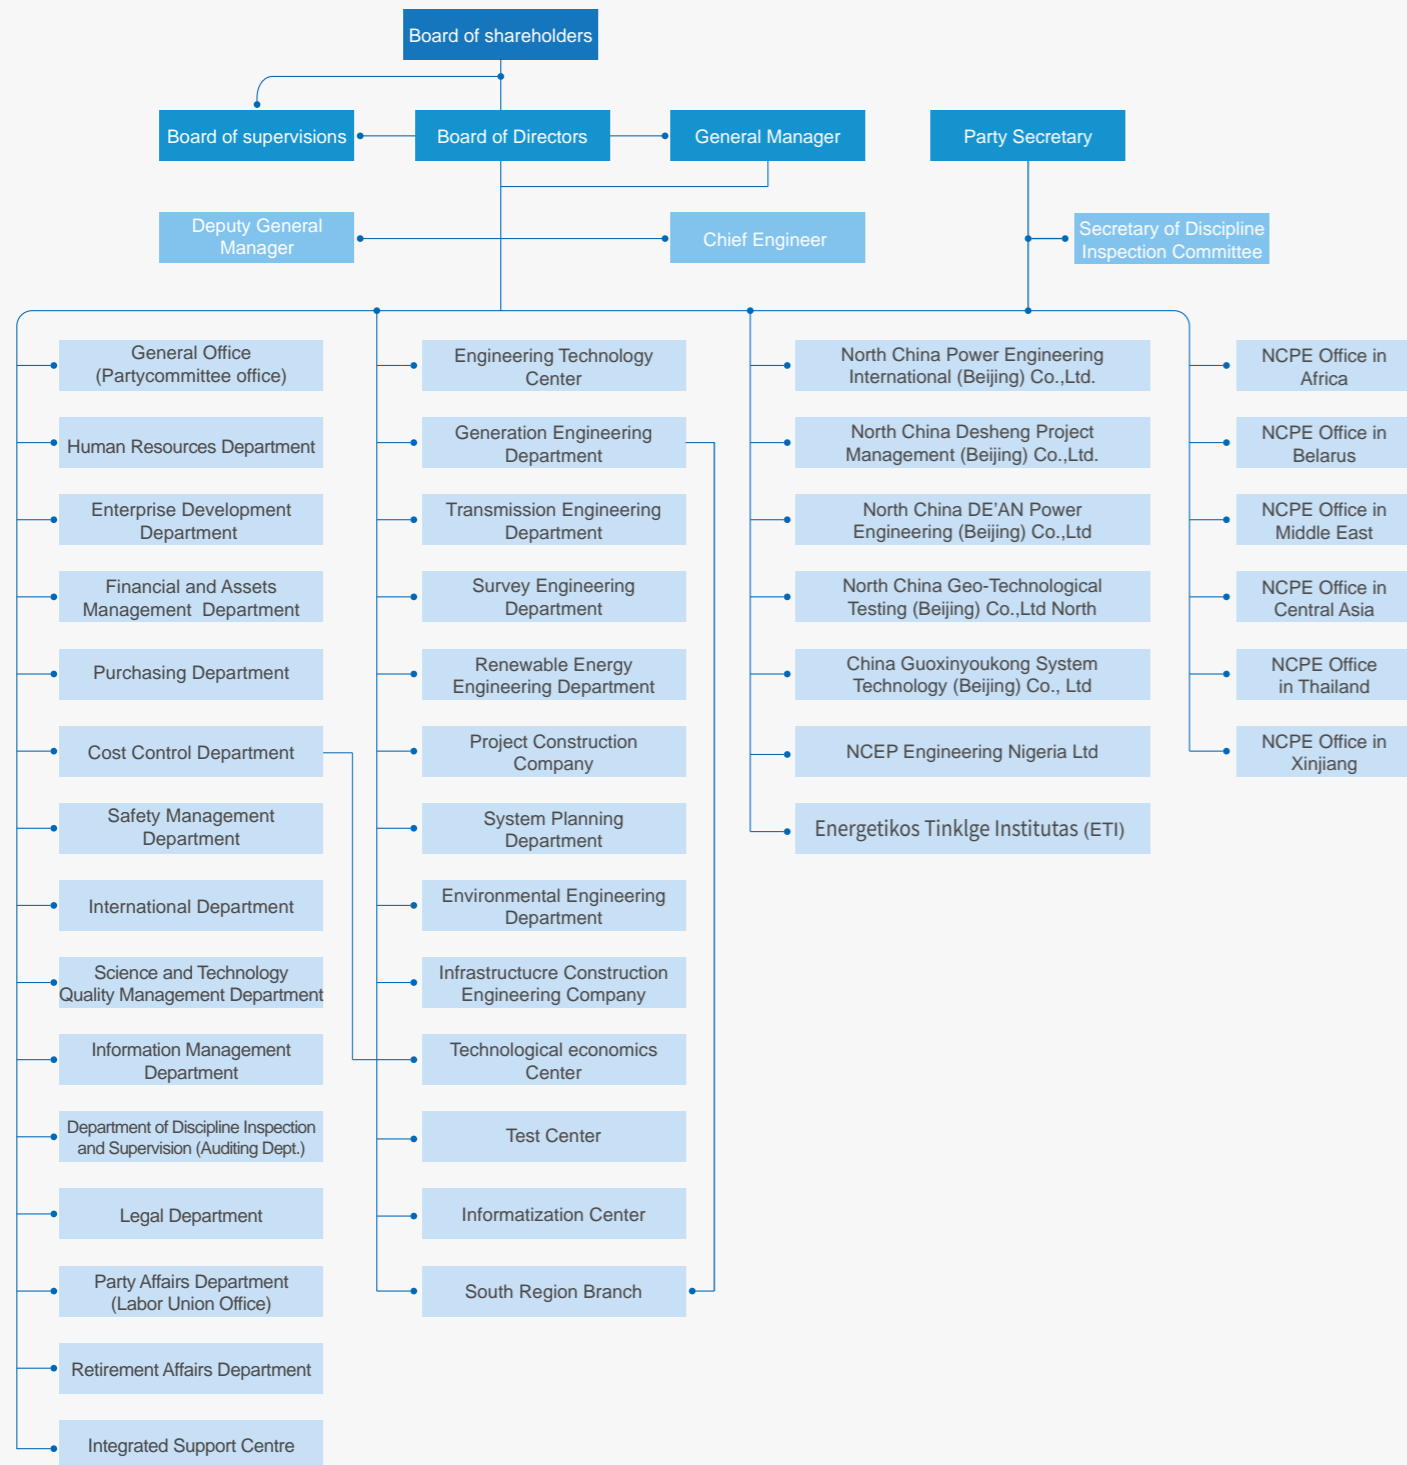 Board of shareholders
Board of supervisions
Board of Directors
General Manager
Party Secretary
Deputy General
Manager
Chief Engineer
Secretary of Discipline
Inspection Committee
General Office
(Partycommittee office)
Human Resources Department
Enterprise Development
Department
Financial and Assets
Management Department
Purchasing Department
Cost Control Department
Safety Management
Department
International Department
Science and Technology
Quality Management Department
Information Management
Department
Department of Discipline Inspection
and Supervision (Auditing Dept.)
Legal Department
Party Affairs Department
(Labor Union Office)
Retirement Affairs Department
Integrated Support Centre
Engineering Technology
Center
Generation Engineering
Department
Transmission Engineering
Department
Survey Engineering
Department
Renewable Energy
Engineering Department
Project Construction
Company
System Planning
Department
Environmental Engineering
Department
Infrastructucre Construction
Engineering Company
Technological economics
Center
Test Center
Informatization Center
South Region Branch
North China Power Engineering
International (Beijing) Co.,Ltd.
North China Desheng Project
Management (Beijing) Co.,Ltd.
North China DE’AN Power
Engineering (Beijing) Co.,Ltd
North China Geo-Technological
Testing (Beijing) Co.,Ltd North
China Guoxinyoukong System
Technology (Beijing) Co., Ltd
NCEP Engineering Nigeria Ltd
Energetikos Tinklge Institutas (ETI)
NCPE Office in
Africa
NCPE Office in
Belarus
NCPE Office in
Middle East
NCPE Office in
Central Asia
NCPE Office
in Thailand
NCPE Office in
Xinjiang